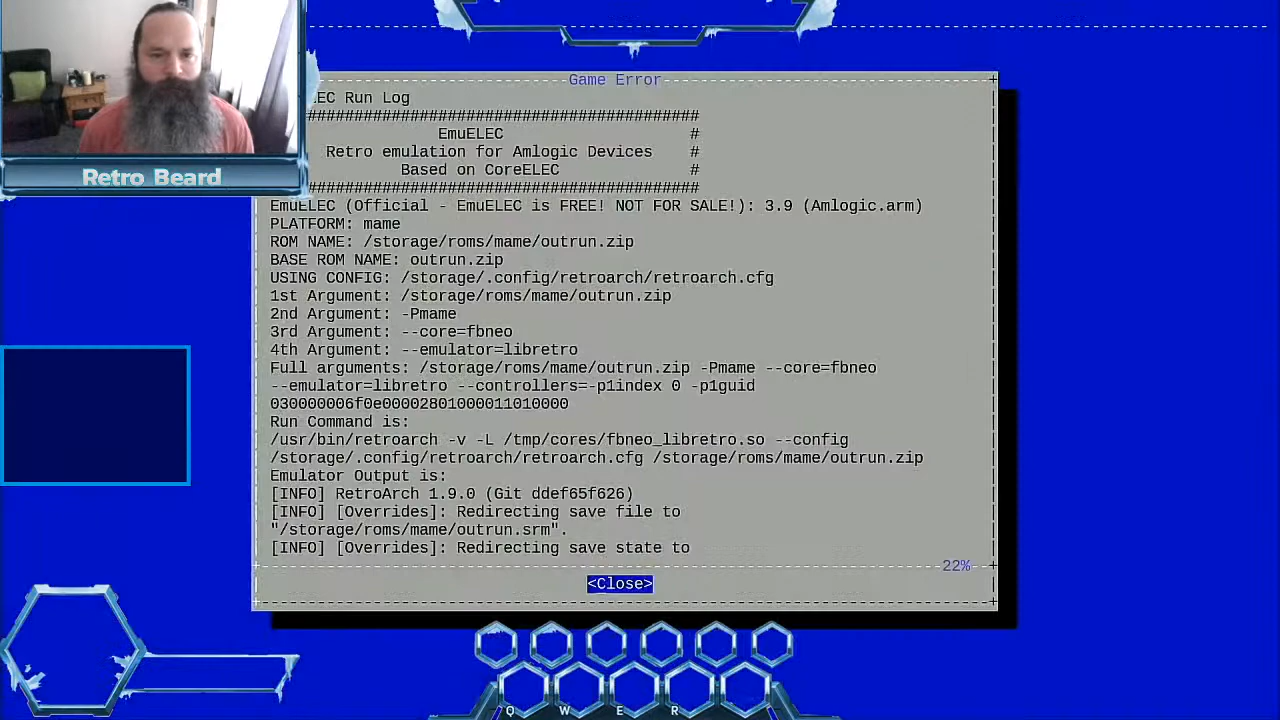 Game Error
EC Run Log
################################################
EmuELEC #
Retro emulation for Amlogic Devices #
Based on CoreELEC #
################################################
EmuELEC (Official - EmuELEC is FREE! NOT FOR SALE!): 3.9 (Amlogic.arm)
PLATFORM: mame
ROM NAME: /storage/roms/mame/outrun.zip
BASE ROM NAME: outrun.zip
USING CONFIG: /storage/.config/retroarch/retroarch.cfg
1st Argument: /storage/roms/mame/outrun.zip
2nd Argument: -Pmame
3rd Argument: --core=fbneo
4th Argument: --emulator=libretro
Full arguments: /storage/roms/mame/outrun.zip -Pmame --core=fbneo
--emulator=libretro --controllers=-p1index 0 -p1guid
030000006f0e00002801000011010000
Run Command is:
/usr/bin/retroarch -v -L /tmp/cores/fbneo_libretro.so --config
/storage/.config/retroarch/retroarch.cfg /storage/roms/mame/outrun.zip
Emulator Output is:
[INFO] RetroArch 1.9.0 (Git ddef65f626)
[INFO] [Overrides]: Redirecting save file to
"/storage/roms/mame/outrun.srm".
[INFO] [Overrides]: Redirecting save state to
22%
<Close>
Retro Beard
Q W E R